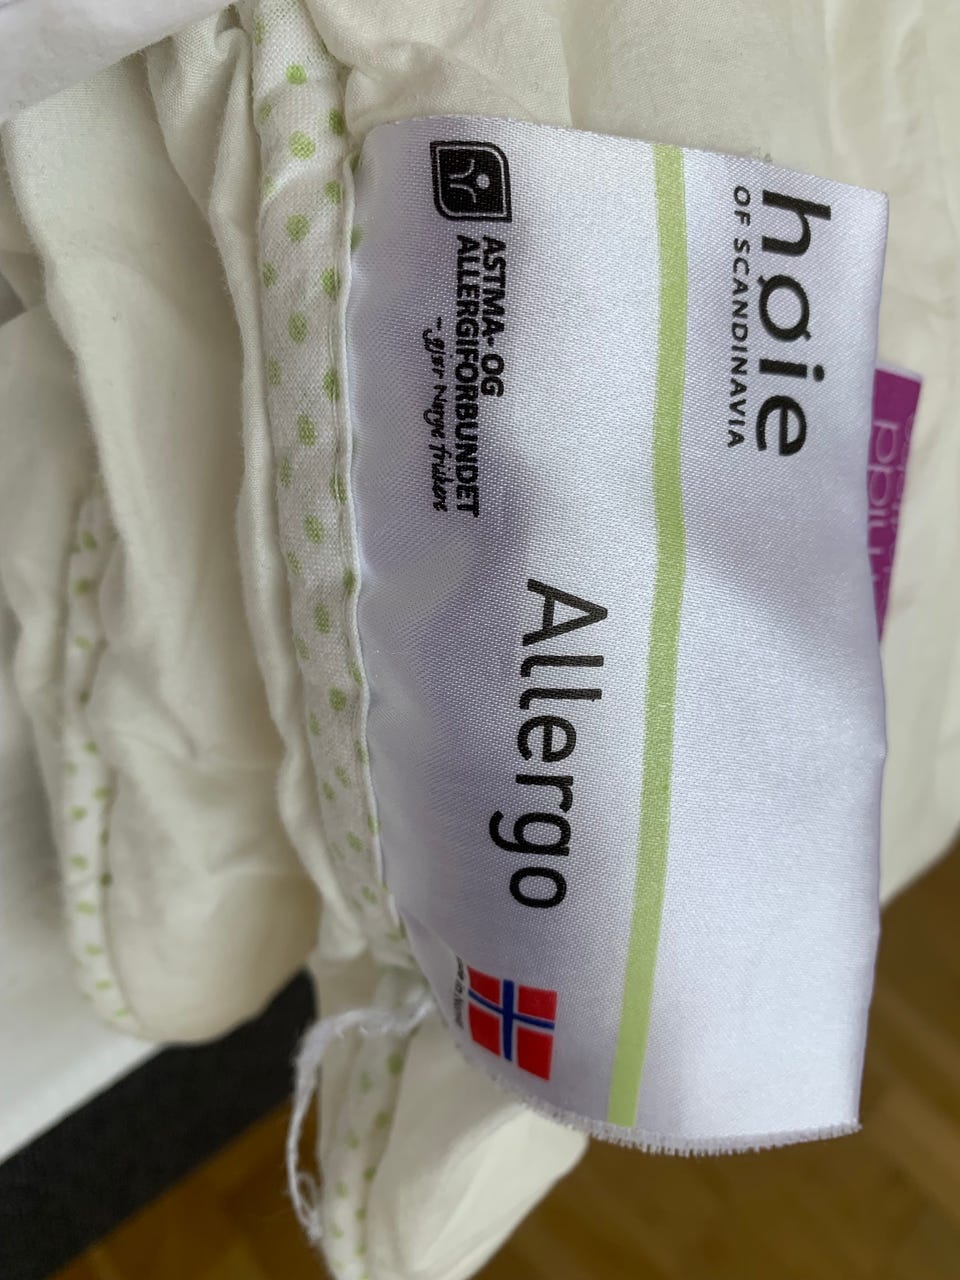 høie
OF SCANDINAVIA
ASTMA- OG
ALLERGIFORBUNDET
- gjør Norge friskere
Allergo